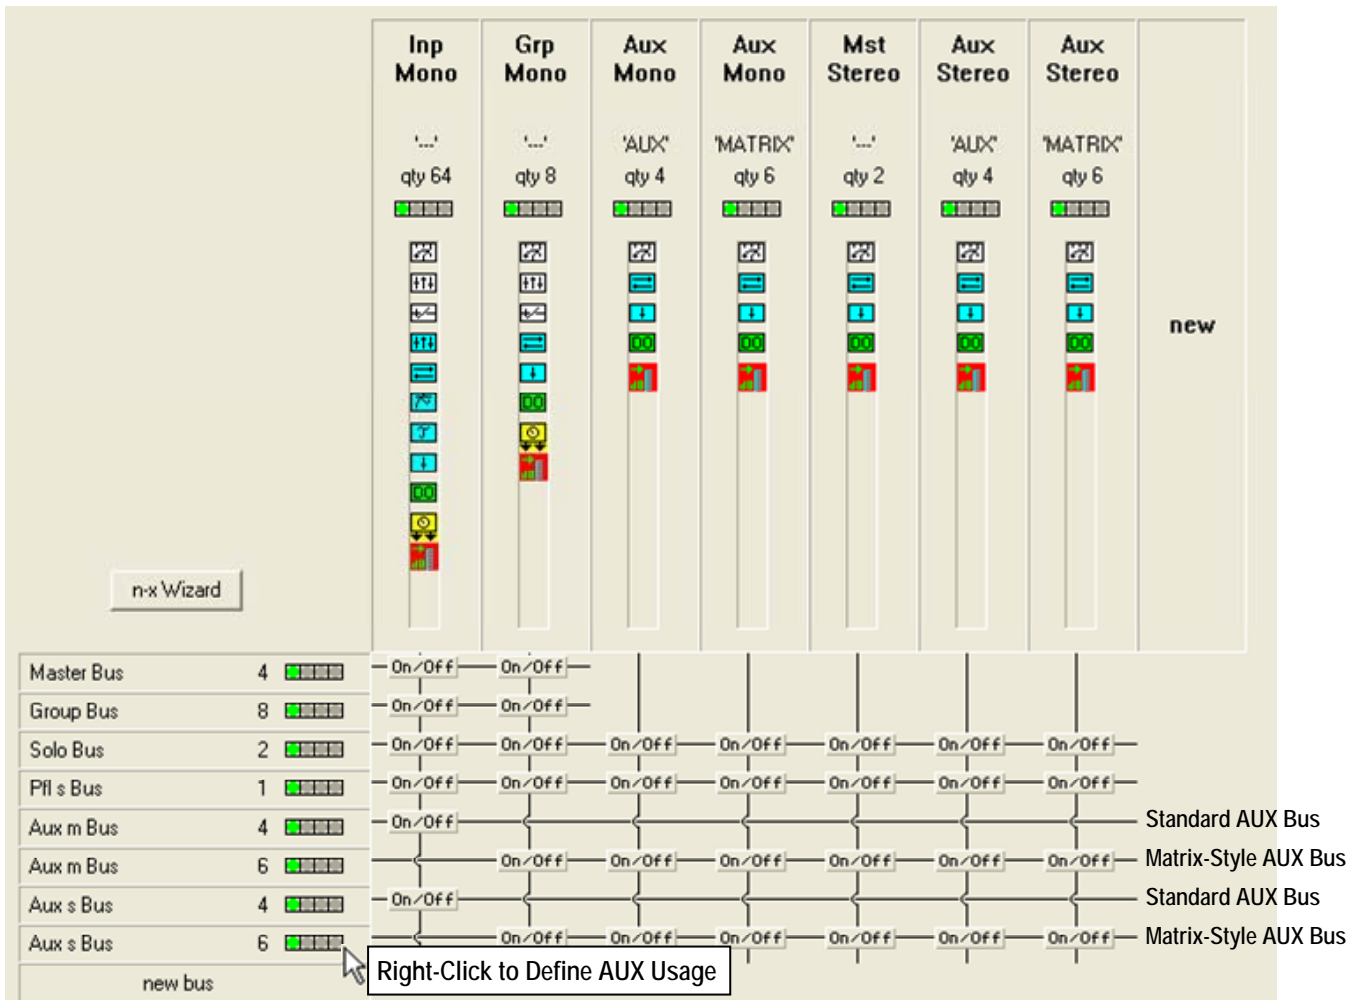 Inp Mono Grp Mono Aux Mono Aux Mono Mst Stereo Aux Stereo Aux Stereo
'---' '---' 'AUX' 'MATRIX' '---' 'AUX' 'MATRIX'
qty 64 qty 8 qty 4 qty 6 qty 2 qty 4 qty 6
new
n-x Wizard
Master Bus 4 On/Off On/Off
Group Bus 8 On/Off On/Off
Solo Bus 2 On/Off On/Off On/Off On/Off On/Off On/Off On/Off
Pfl s Bus 1 On/Off On/Off On/Off On/Off On/Off On/Off On/Off
Aux m Bus 4 On/Off Standard AUX Bus
Aux m Bus 6 On/Off On/Off On/Off On/Off On/Off On/Off Matrix-Style AUX Bus
Aux s Bus 4 On/Off Standard AUX Bus
Aux s Bus 6 On/Off On/Off On/Off On/Off On/Off On/Off Matrix-Style AUX Bus
Right-Click to Define AUX Usage
new bus